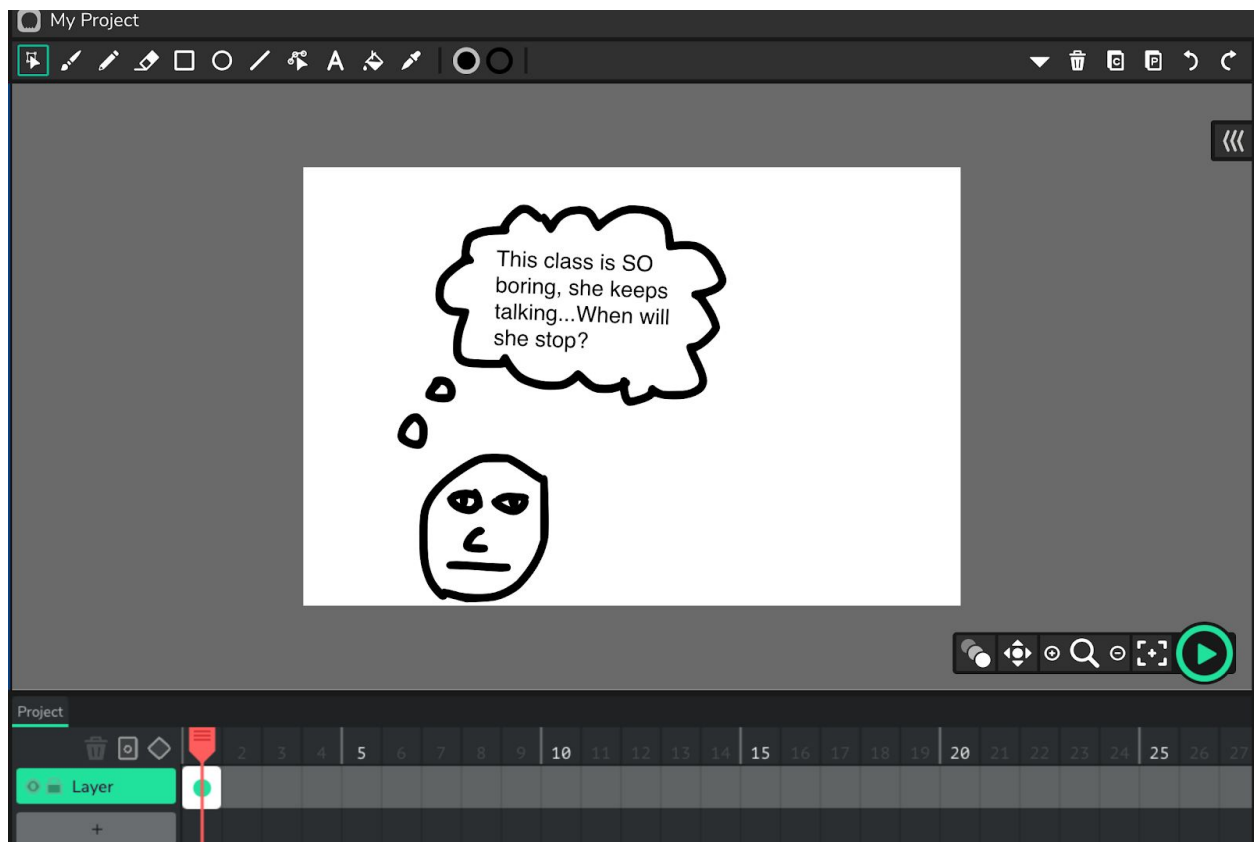 My Project
A
C P
This class is SO
boring, she keeps
talking...When will
she stop?
Project
2 3 4 5 6 7 8 9 10 11 12 13 14 15 16 17 18 19 20 21 22 23 24 25 26 27
Layer
+